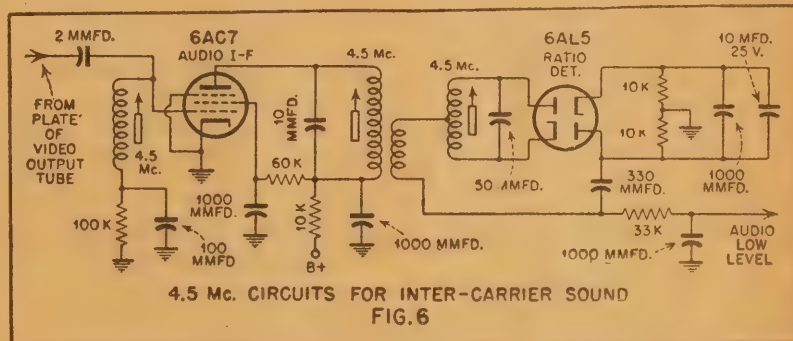 2 MMFD.
6AC7
AUDIO I-F
FROM PLATE'
OF
VIDEO
OUTPUT
TUBE
4.5 Mc.
100 K
100
MMFD
1000
MMFD.
60 K
10
MMFD.
10 K
B+
1000 MMFD.
4.5 Mc.
4.5 Mc.
50 MMFD.
6AL5
RATIO
DET.
10 K
10 K
10 MFD.
25 V.
1000
MMFD.
330
MMFD.
33 K
1000 MMFD.
AUDIO
LOW
LEVEL
4.5 Mc. CIRCUITS FOR INTER-CARRIER SOUND
FIG. 6